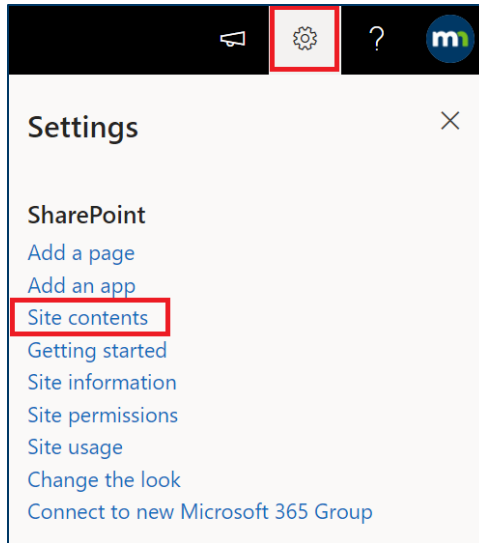 ?
mn
Settings
SharePoint
Add a page
Add an app
Site contents
Getting started
Site information
Site permissions
Site usage
Change the look
Connect to new Microsoft 365 Group